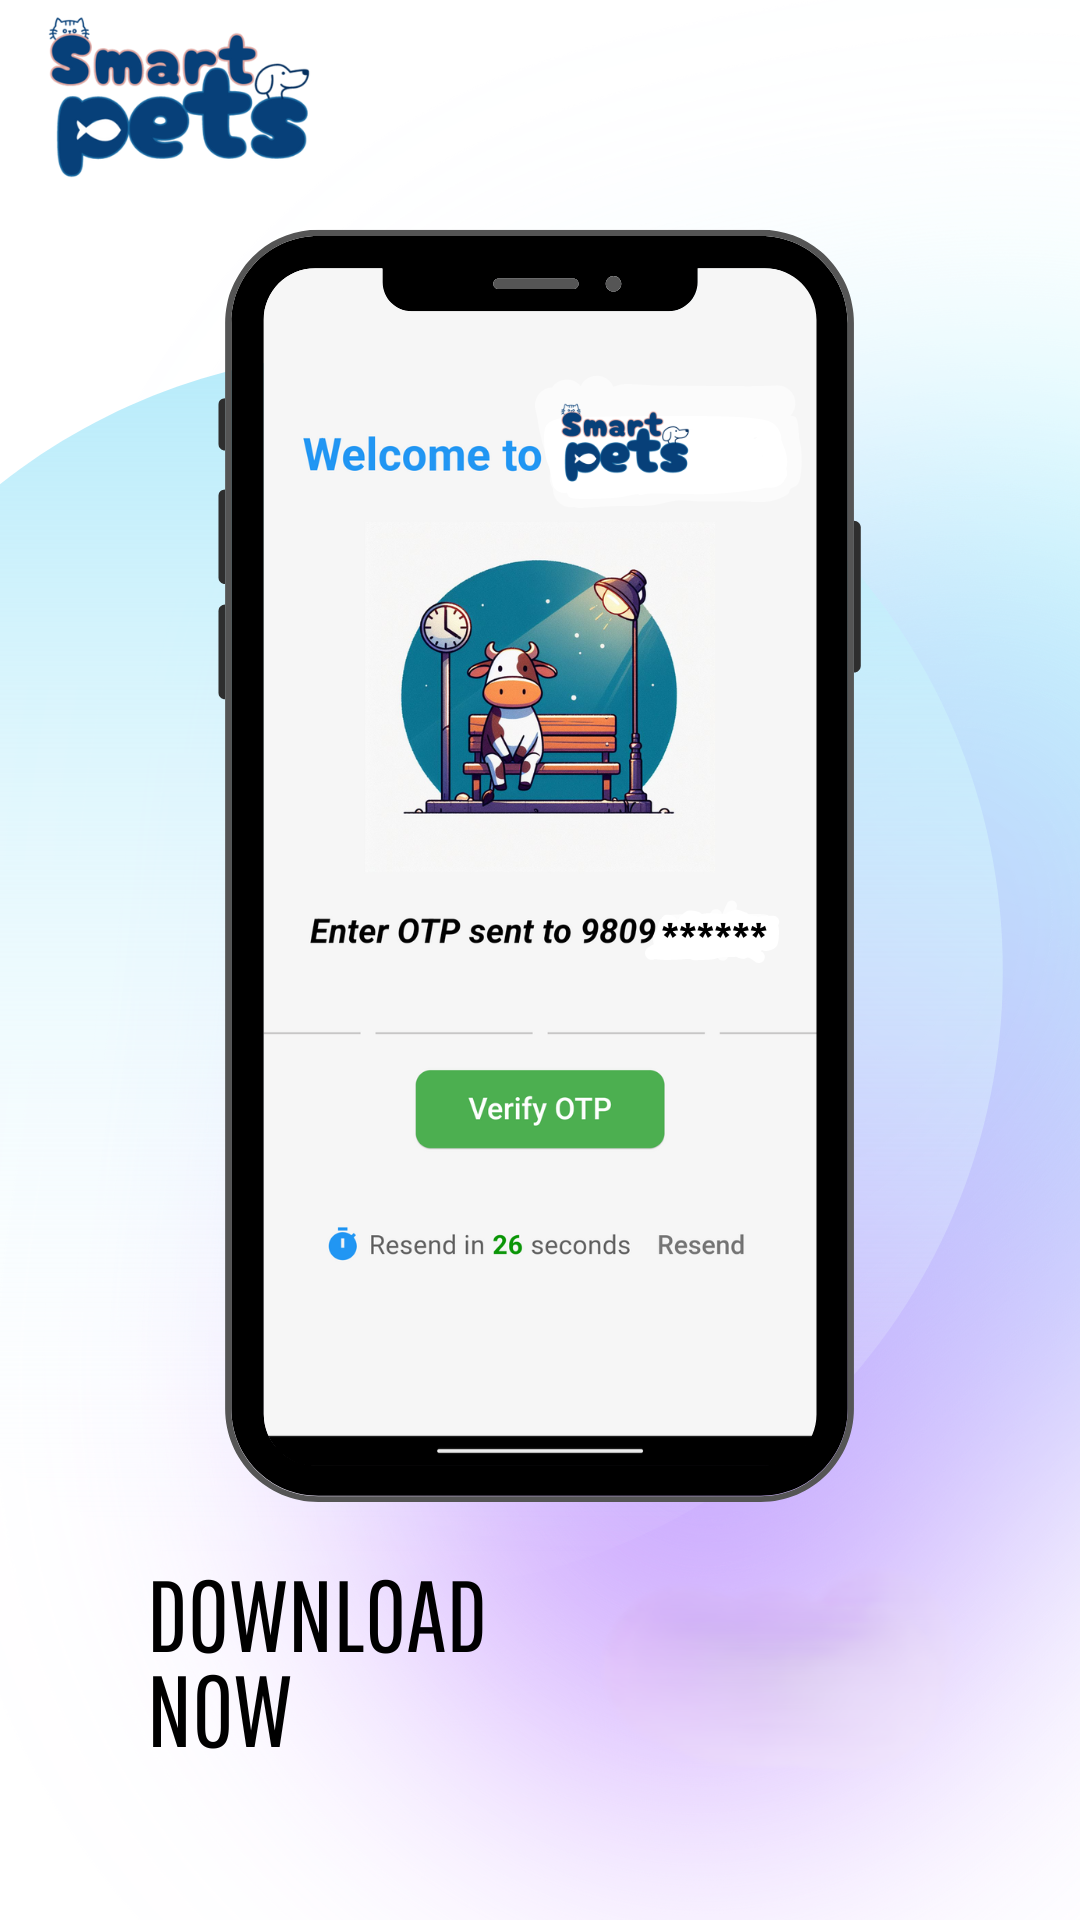 Smart
pets
Welcome to
Smart
pets
Enter OTP sent to 9809******
Verify OTP
Resend in 26 seconds Resend
DOWNLOAD
NOW